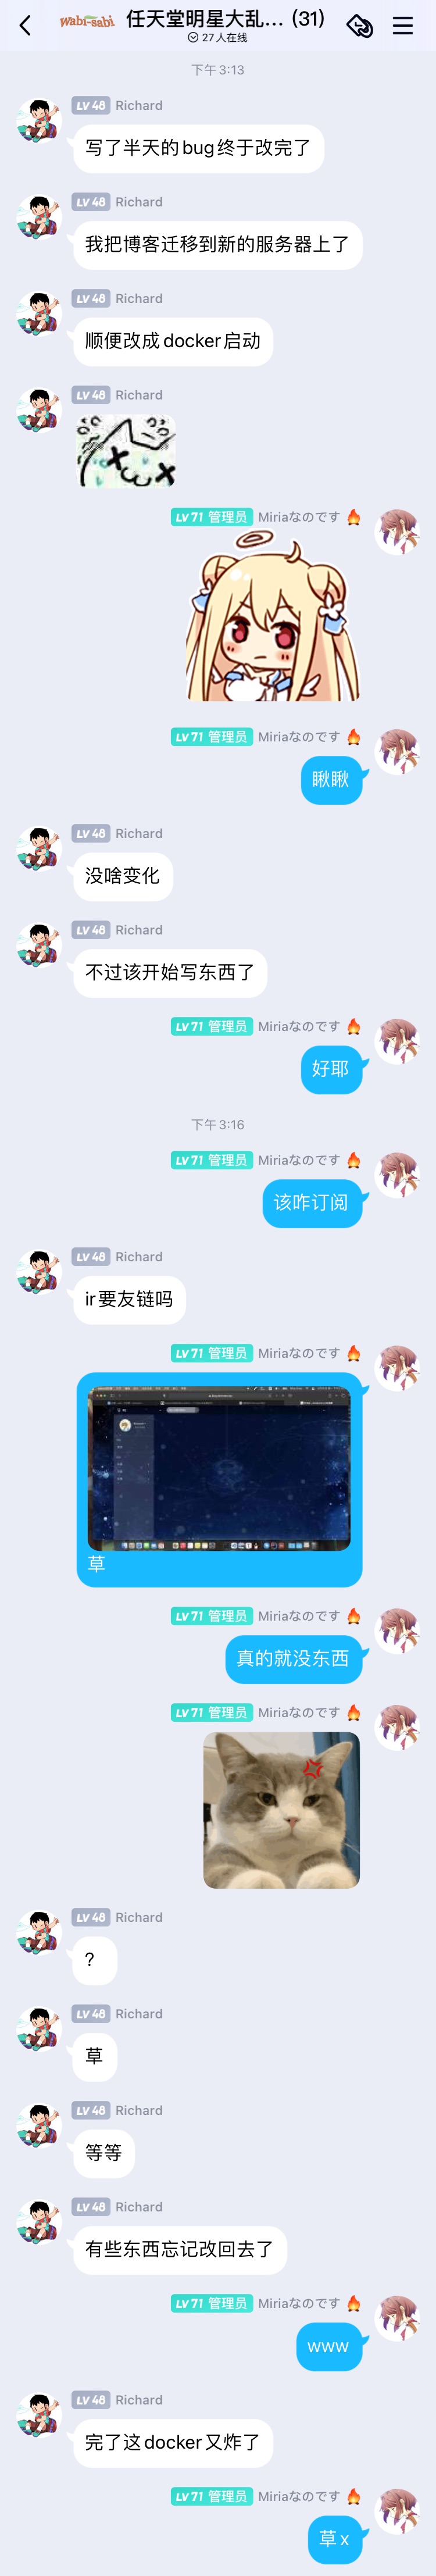 wabi-sabi
任天堂明星大乱... (31)
27人在线
下午 3:13
LV 48 Richard
写了半天的bug终于改完了
LV 48 Richard
我把博客迁移到新的服务器上了
LV 48 Richard
顺便改成docker启动
LV 48 Richard
LV 71 管理员 Miriaなのです 🔥
LV 71 管理员 Miriaなのです 🔥
瞅瞅
LV 48 Richard
没啥变化
LV 48 Richard
不过该开始写东西了
LV 71 管理员 Miriaなのです 🔥
好耶
下午 3:16
LV 71 管理员 Miriaなのです 🔥
该咋订阅
LV 48 Richard
ir要友链吗
LV 71 管理员 Miriaなのです 🔥
草
LV 71 管理员 Miriaなのです 🔥
真的就没东西
LV 71 管理员 Miriaなのです 🔥
LV 48 Richard
?
LV 48 Richard
草
LV 48 Richard
等等
LV 48 Richard
有些东西忘记改回去了
LV 71 管理员 Miriaなのです 🔥
www
LV 48 Richard
完了这docker又炸了
LV 71 管理员 Miriaなのです 🔥
草x